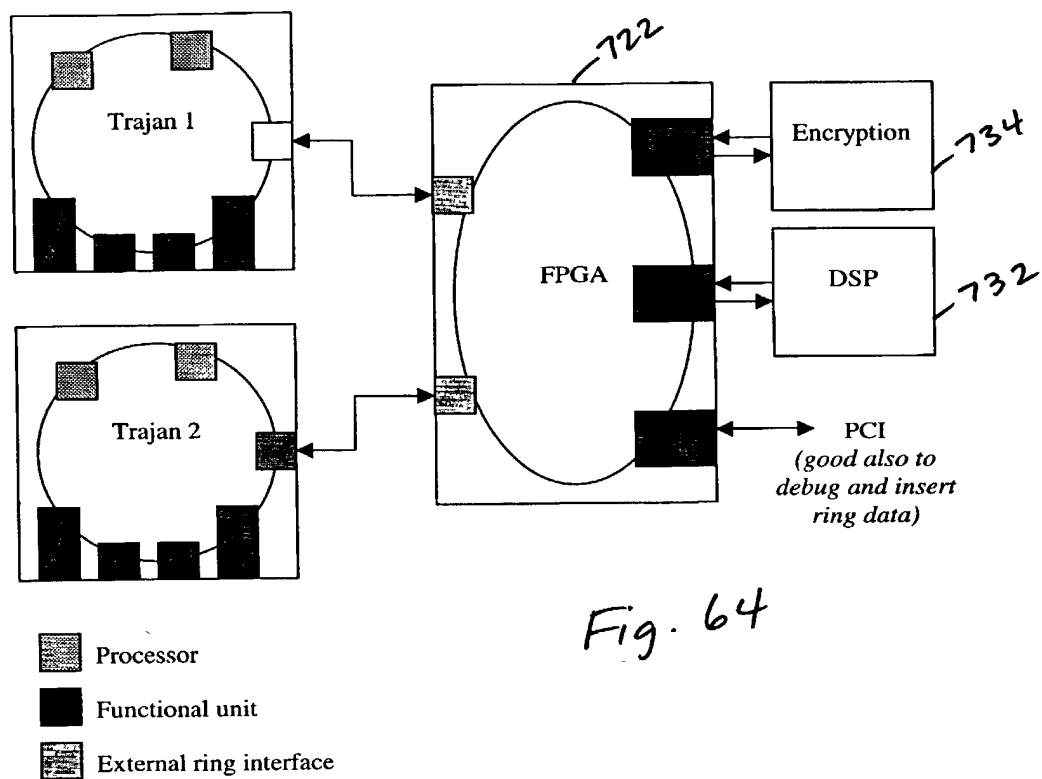 722
Trajan 1
Encryption
734
FPGA
DSP
732
Trajan 2
PCI
(good also to
debug and insert
ring data)
Fig. 64
Processor
Functional unit
External ring interface